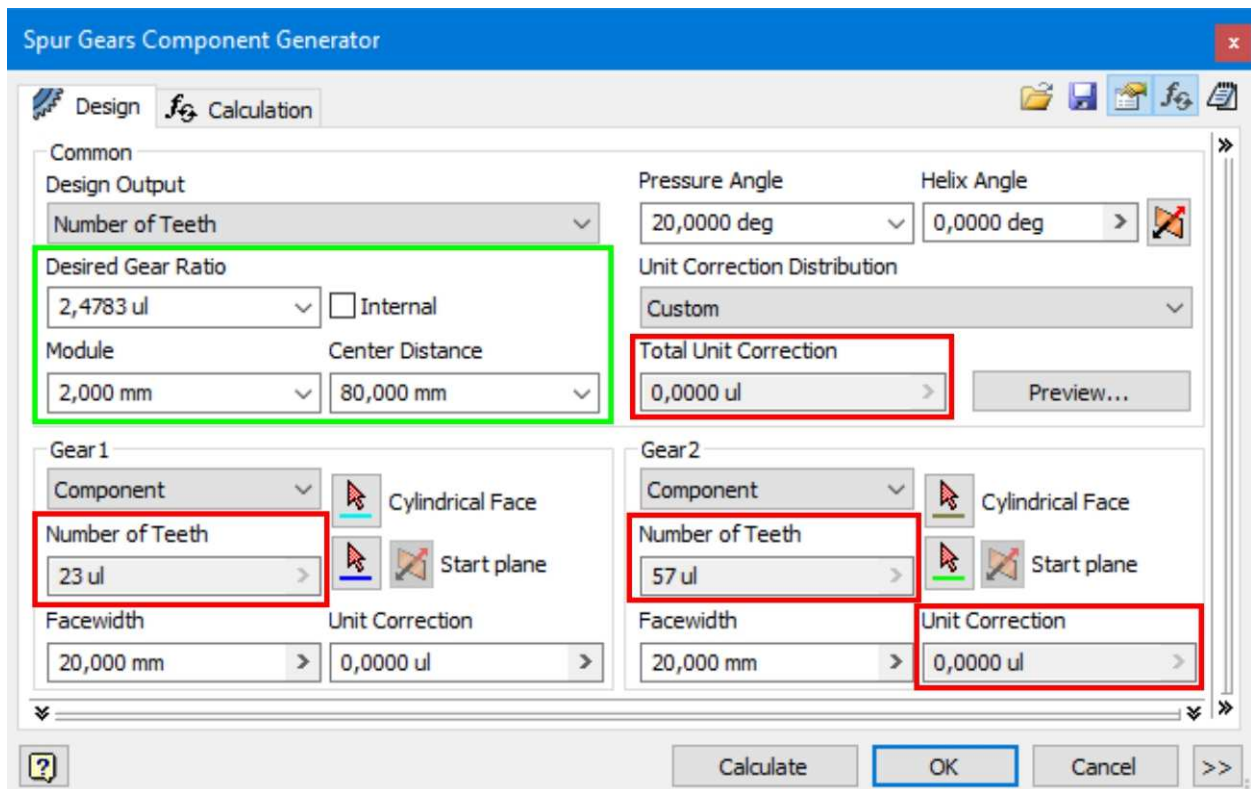 Spur Gears Component Generator
x
Design
fG Calculation
Common
Design Output
Number of Teeth
Pressure Angle
20,0000 deg
Helix Angle
0,0000 deg
>
Desired Gear Ratio
2,4783 ul
Internal
Unit Correction Distribution
Custom
Module
2,000 mm
Center Distance
80,000 mm
Total Unit Correction
0,0000 ul
>
Preview...
Gear1
Component
Cylindrical Face
Number of Teeth
23 ul
>
Start plane
Facewidth
20,000 mm
>
Unit Correction
0,0000 ul
>
Gear2
Component
Cylindrical Face
Number of Teeth
57 ul
>
Start plane
Facewidth
20,000 mm
>
Unit Correction
0,0000 ul
>
?
Calculate
OK
Cancel
>>